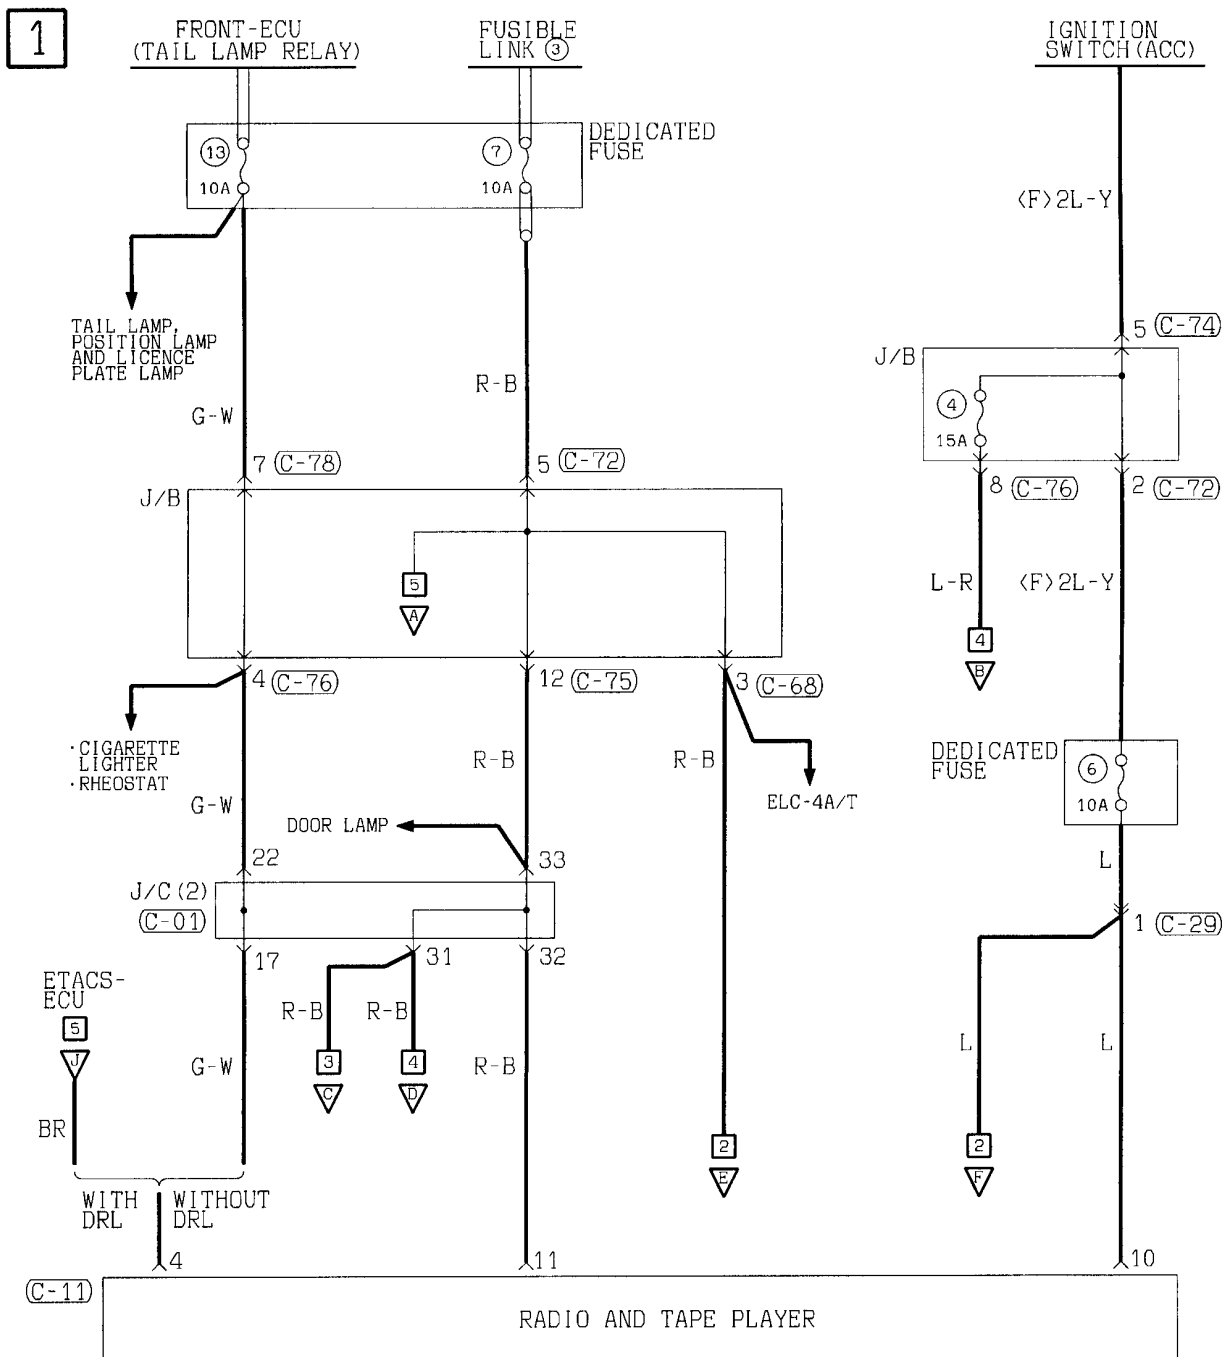 1
FRONT-ECU
(TAIL LAMP RELAY)
FUSIBLE
LINK ③
IGNITION
SWITCH(ACC)
DEDICATED
FUSE
13
10A
7
10A
<F>2L-Y
TAIL LAMP,
POSITION LAMP
AND LICENCE
PLATE LAMP
5 (C-74)
J/B
R-B
4
15A
G-W
7 (C-78)
5 (C-72)
8 (C-76)
2 (C-72)
J/B
5
A
L-R
<F>2L-Y
4
B
4 (C-76)
12 (C-75)
3 (C-68)
·CIGARETTE
LIGHTER
·RHEOSTAT
R-B
R-B
DEDICATED
FUSE
6
10A
G-W
ELC-4A/T
DOOR LAMP
22
33
L
J/C(2)
(C-01)
1 (C-29)
17
31
32
ETACS-
ECU
5
J
R-B
R-B
L
L
G-W
3
C
4
D
R-B
BR
2
E
2
F
WITH
DRL
WITHOUT
DRL
4
11
10
(C-11)
RADIO AND TAPE PLAYER